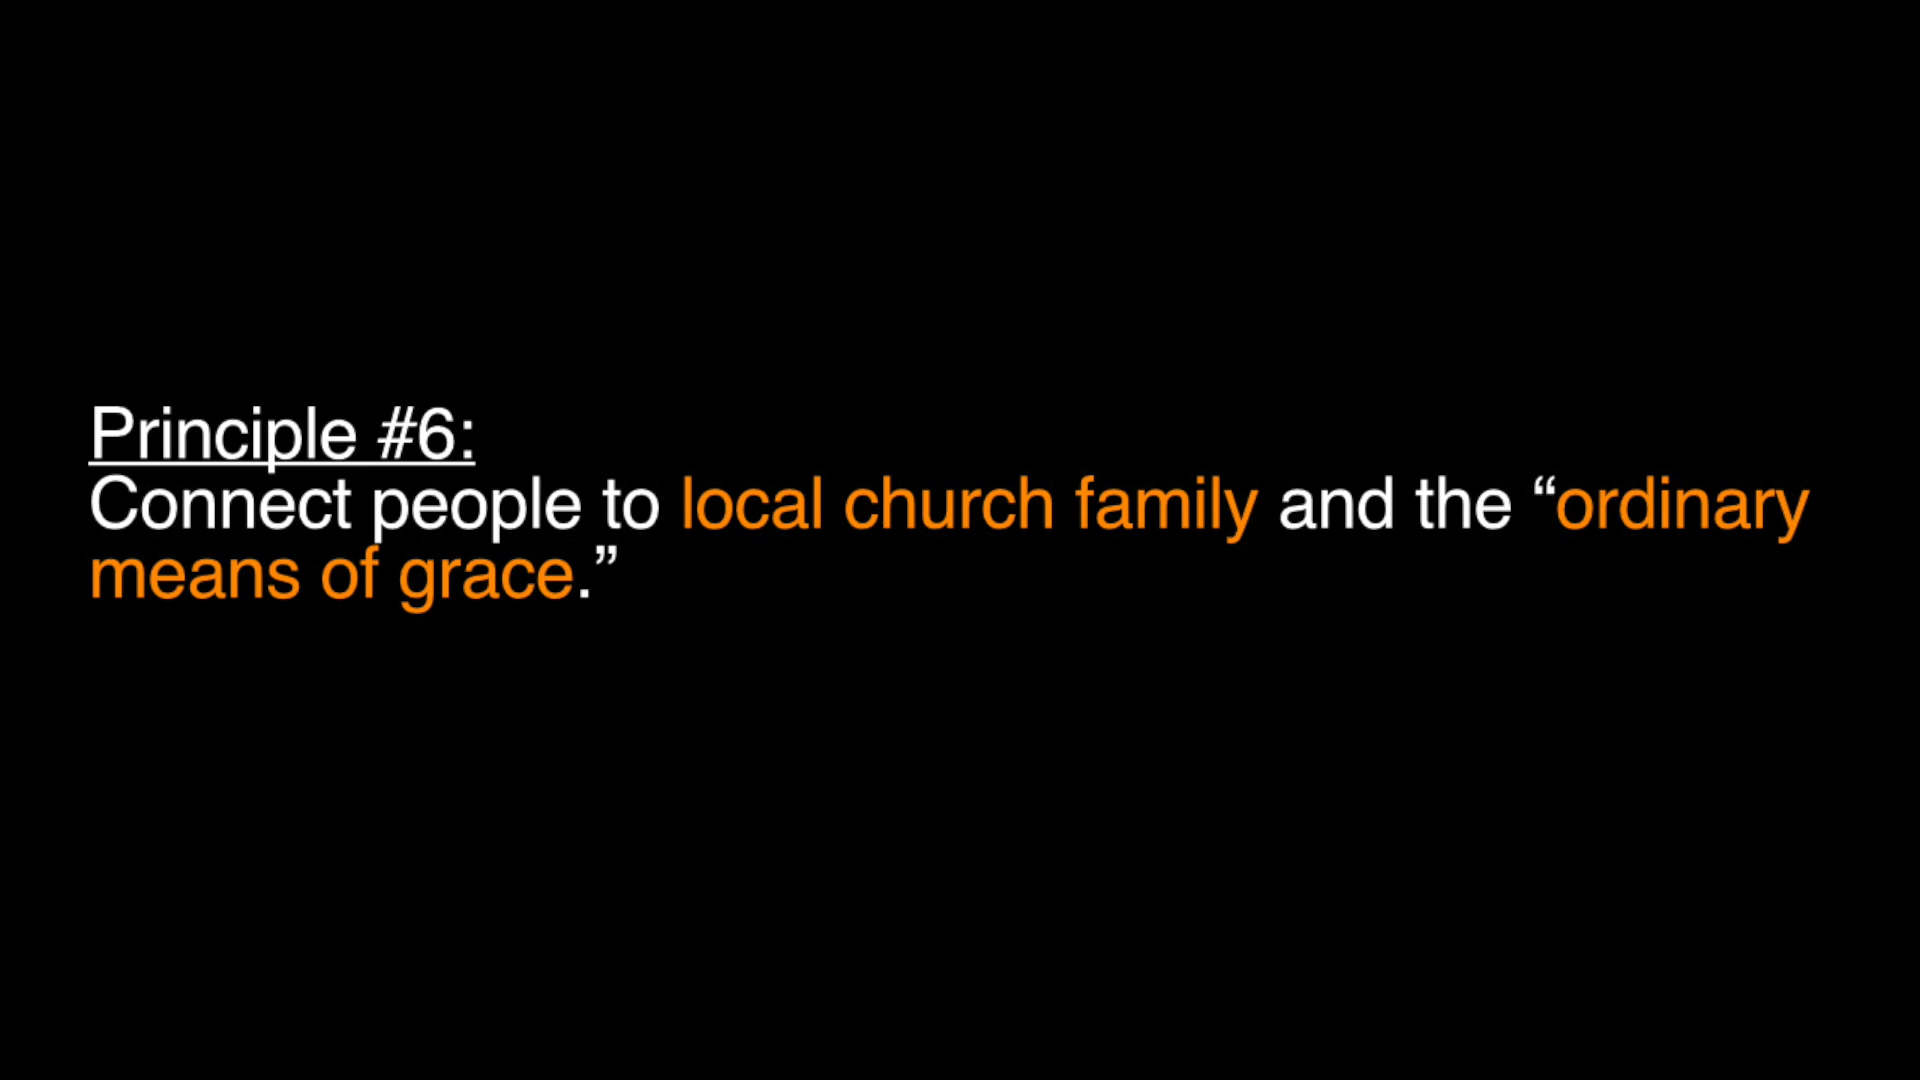 Principle #6:
Connect people to local church family and the “ordinary
means of grace.”